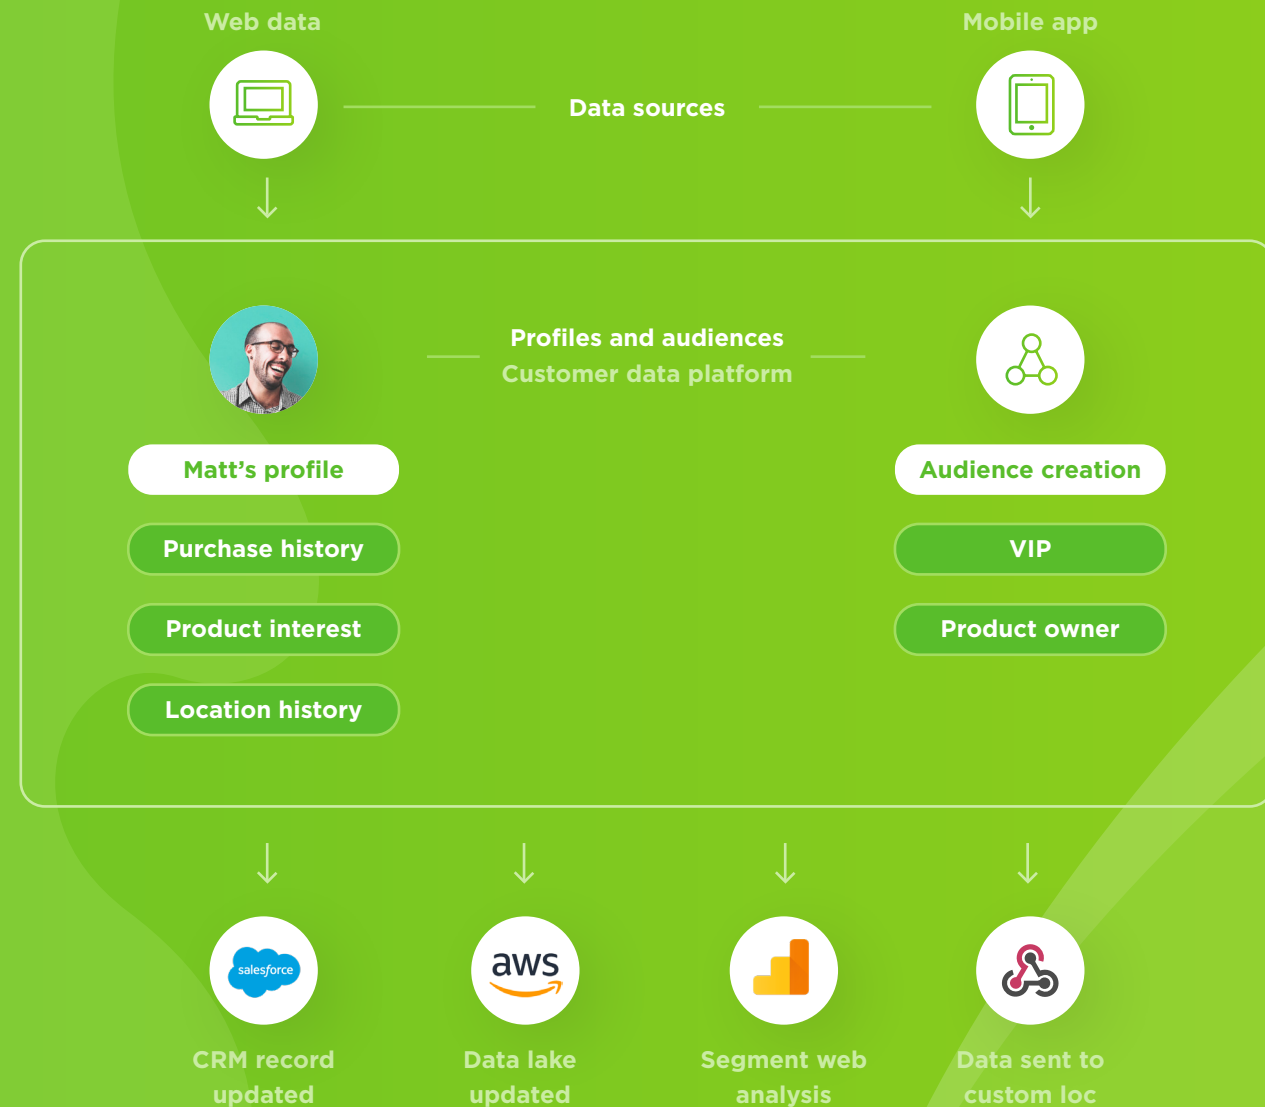 Web data
Mobile app
Data sources
Profiles and audiences
Customer data platform
Matt’s profile
Audience creation
Purchase history
VIP
Product interest
Product owner
Location history
salesforce
aws
CRM record
updated
Data lake
updated
Segment web
analysis
Data sent to
custom loc